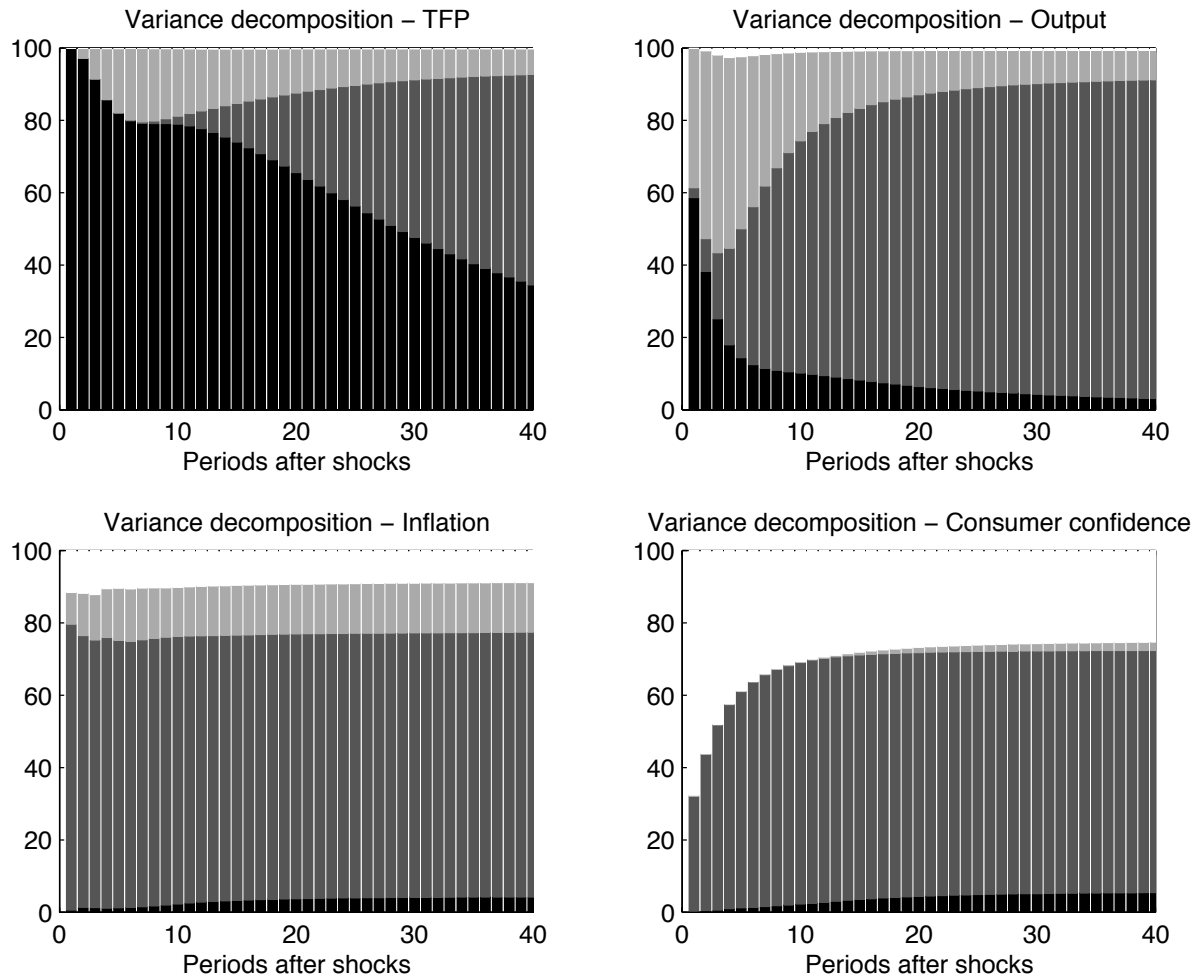 Variance decomposition – TFP
100
80
60
40
20
0
0 10 20 30 40
Periods after shocks
Variance decomposition – Output
100
80
60
40
20
0
0 10 20 30 40
Periods after shocks
Variance decomposition – Inflation
100
80
60
40
20
0
0 10 20 30 40
Periods after shocks
Variance decomposition – Consumer confidence
100
80
60
40
20
0
0 10 20 30 40
Periods after shocks